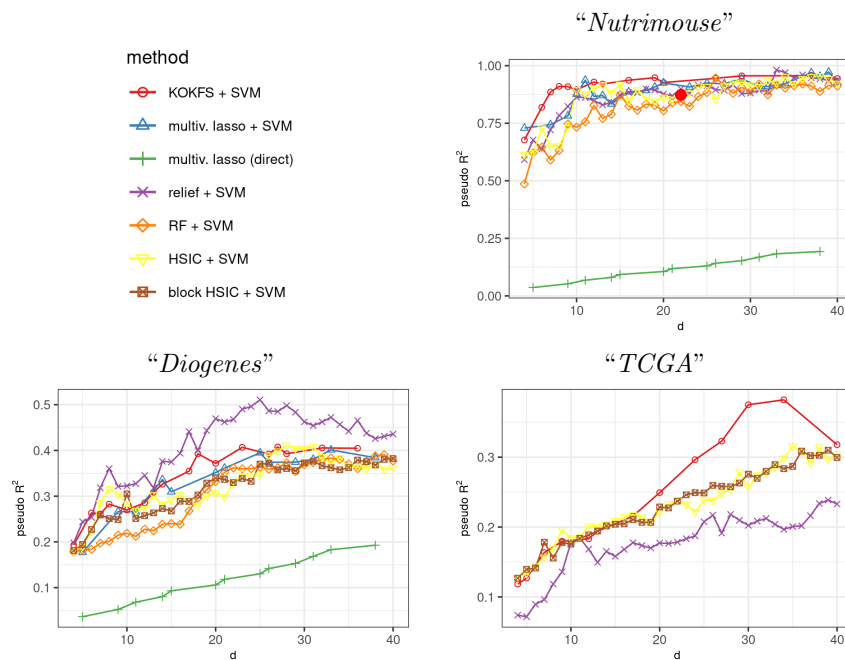 “Nutrimouse”
method
KOKFS + SVM
multiv. lasso + SVM
multiv. lasso (direct)
relief + SVM
RF + SVM
HSIC + SVM
block HSIC + SVM
1.00
0.75
0.50
0.25
0.00
pseudo R²
10 20 30 40
d
“Diogenes”
0.5
0.4
0.3
0.2
0.1
pseudo R²
10 20 30 40
d
“TCGA”
0.3
0.2
0.1
pseudo R²
10 20 30 40
d